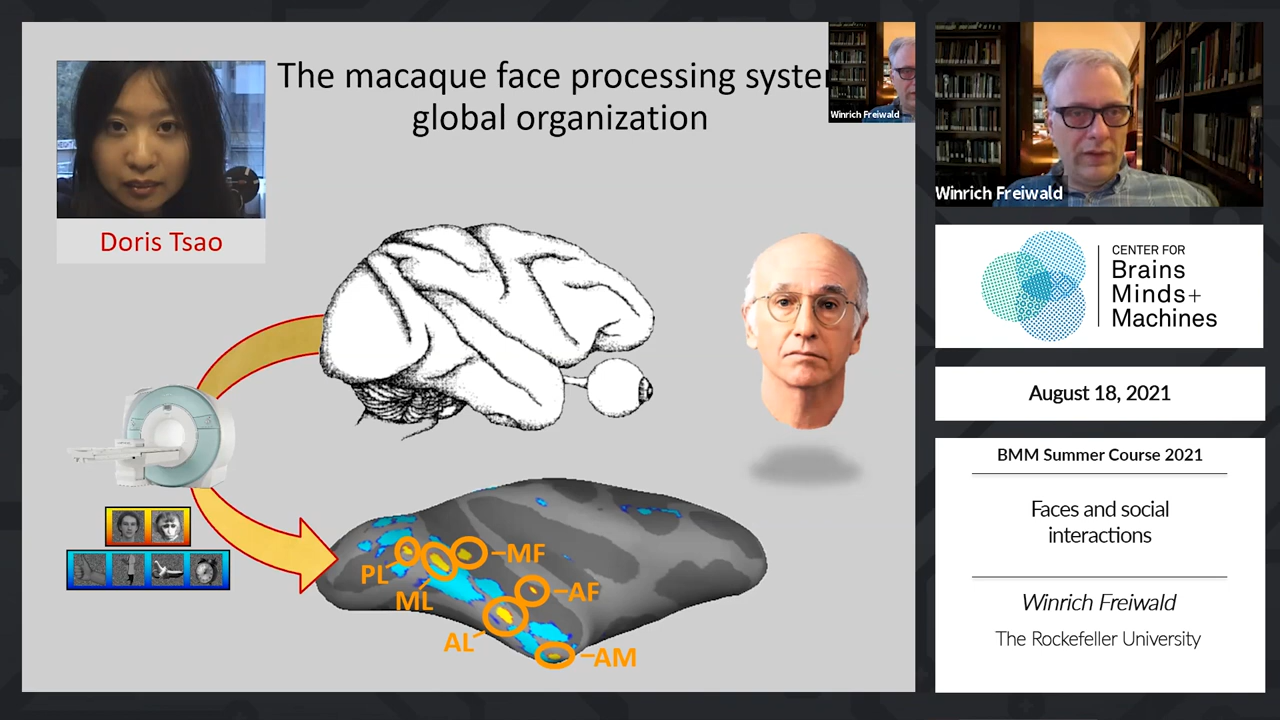 The macaque face processing syste
global organization
Winrich Freiwald
Doris Tsao
PL
ML
MF
AF
AL
AM
Winrich Freiwald
CENTER FOR
Brains
Minds+
Machines
August 18, 2021
BMM Summer Course 2021
Faces and social
interactions
Winrich Freiwald
The Rockefeller University